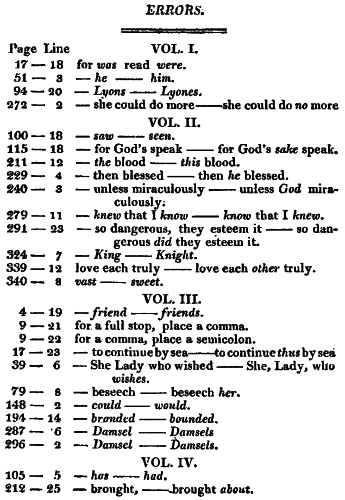 ERRORS.
Page Line VOL. I.
17 — 18 for was read were.
51 — 3 — he —— him.
94 — 20 — Lyons —— Lyones.
272 — 2 — she could do more —— she could do no more
VOL. II.
100 — 18 — saw —— seen.
115 — 18 — for God's speak —— for God's sake speak.
211 — 12 — the blood —— this blood.
229 — 4 — then blessed —— then he blessed.
240 — 3 — unless miraculously —— unless God mira-
culously.
279 — 11 — knew that I know —— know that I knew.
291 — 23 — so dangerous, they esteem it —— so dan-
gerous did they esteem it.
324 — 7 — King —— Knight.
339 — 12 love each truly —— love each other truly.
340 — 8 vast —— sweet.
VOL. III.
4 — 19 — friend —— friends.
9 — 21 for a full stop, place a comma.
9 — 22 for a comma, place a semicolon.
17 — 23 — to continue by sea —— to continue thus by sea
39 — 6 — She Lady who wished —— She, Lady, who
wishes.
79 — 8 — beseech —— beseech her.
148 — 2 — could —— would.
194 — 14 — branded —— bounded.
287 — 6 — Damsel —— Damsels
296 — 2 — Damsel —— Damsels.
VOL. IV.
105 — 5 — has —— had.
212 — 25 — brought, —— brought about.